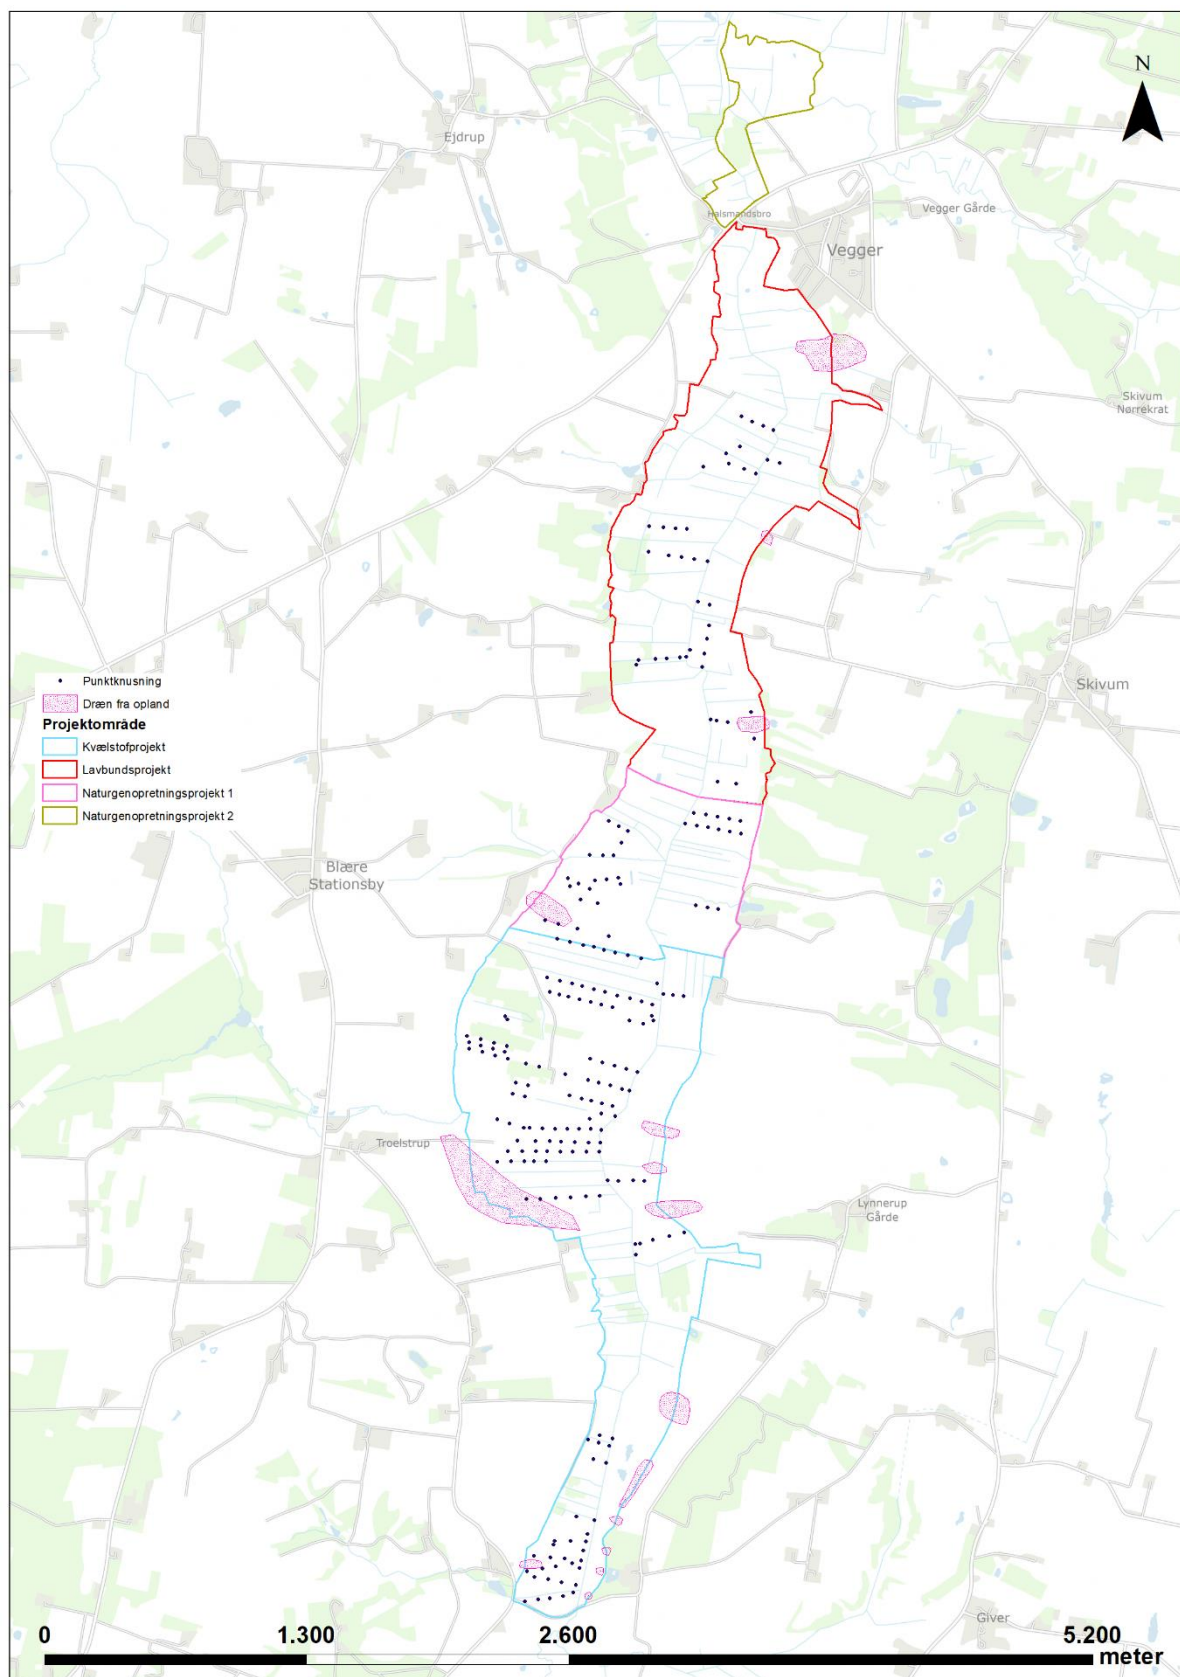 N
Ejdrup
Vegger Gårde
Halsmandsbro
Vegger
Skivum
Nørrekrat
Punktknusning
Dræn fra opland
Projektområde
Kvælstofprojekt
Lavbundsprojekt
Naturgenopretningsprojekt 1
Naturgenopretningsprojekt 2
Skivum
Blære
Stationsby
Troelstrup
Lynnerup
Gårde
Giver
0 1.300 2.600 5.200
meter